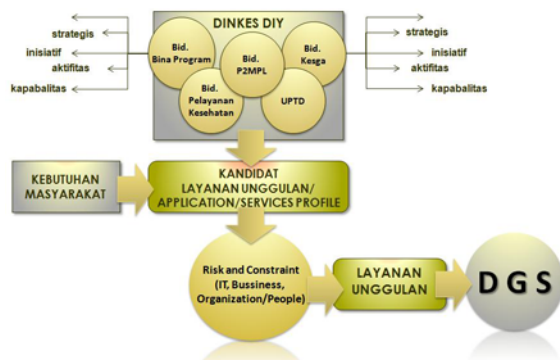 DINKES DIY
strategis
inisiatif
aktifitas
kapabalitas
Bid.
Bina Program
Bid.
P2MPL
Bid.
Kesga
Bid.
Pelayanan
Kesehatan
UPTD
strategis
inisiatif
aktifitas
kapabalitas
KEBUTUHAN
MASYARAKAT
KANDIDAT
LAYANAN UNGGULAN/
APPLICATION/SERVICES PROFILE
Risk and Constraint
(IT, Bussiness,
Organization/People)
LAYANAN
UNGGULAN
D G S